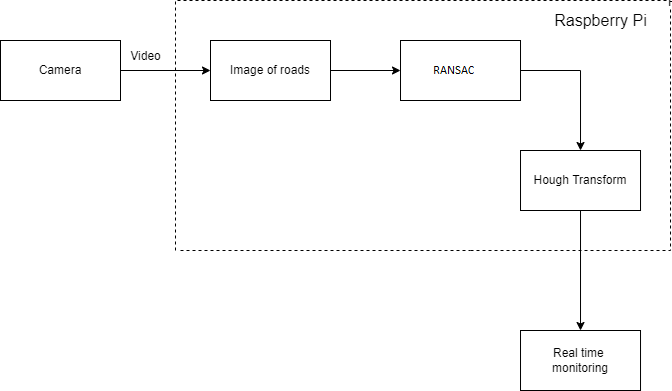 Raspberry Pi
Camera
Video
Image of roads
RANSAC
Hough Transform
Real time
monitoring